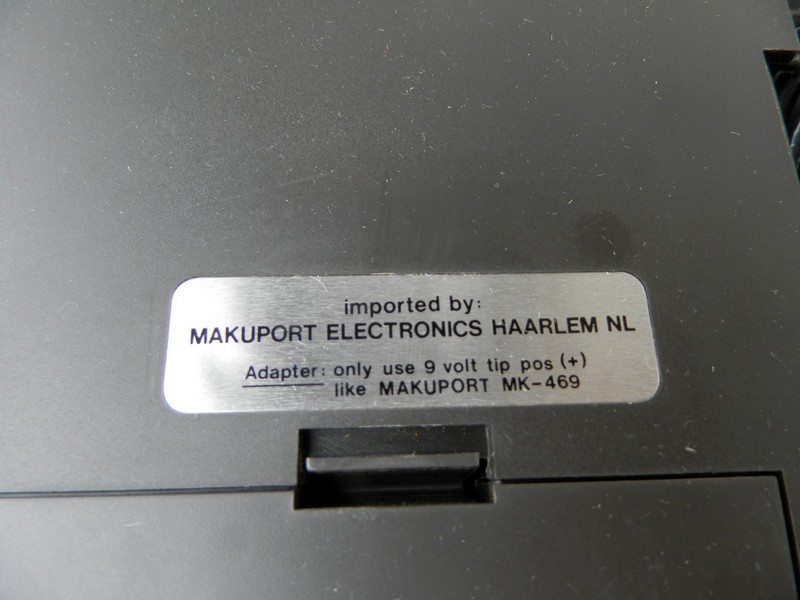 imported by:
MAKUPORT ELECTRONICS HAARLEM NL
Adapter: only use 9 volt tip pos (+)
like MAKUPORT MK-469